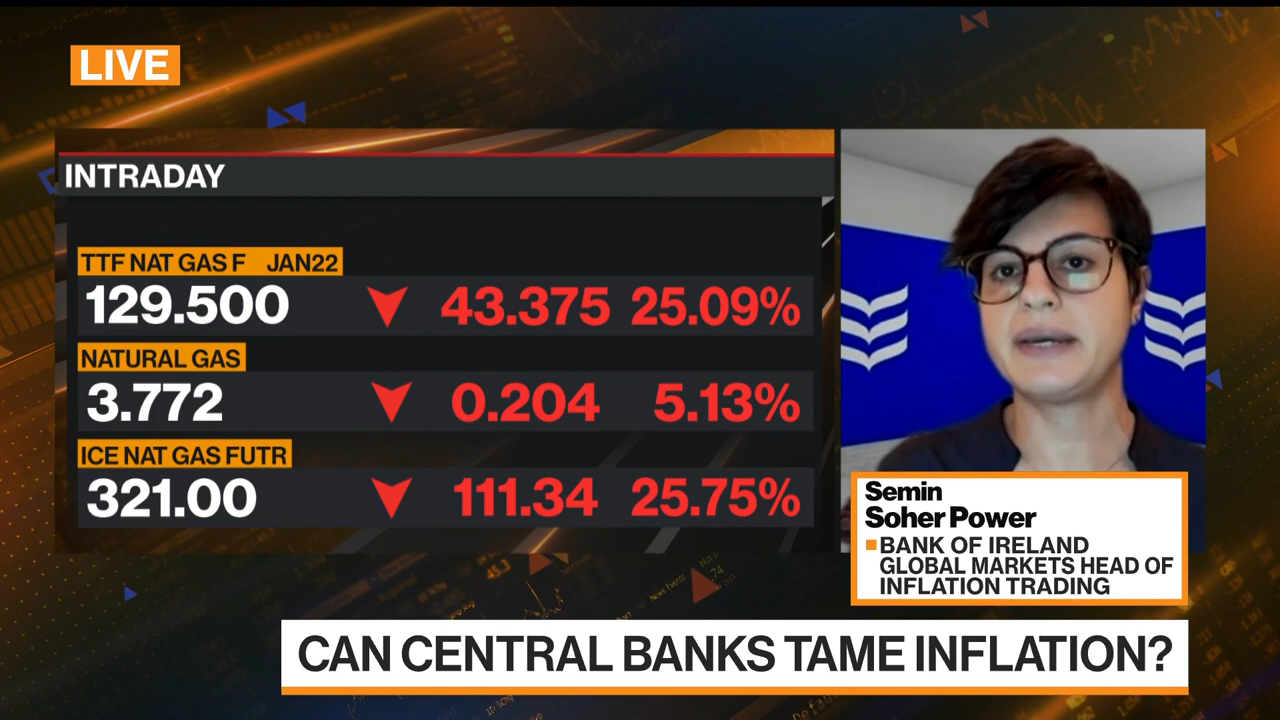 LIVE
INTRADAY
TTF NAT GAS F JAN22
129.500 43.375 25.09%
NATURAL GAS
3.772 0.204 5.13%
ICE NAT GAS FUTR
321.00 111.34 25.75%
Semin
Soher Power
BANK OF IRELAND
GLOBAL MARKETS HEAD OF
INFLATION TRADING
CAN CENTRAL BANKS TAME INFLATION?